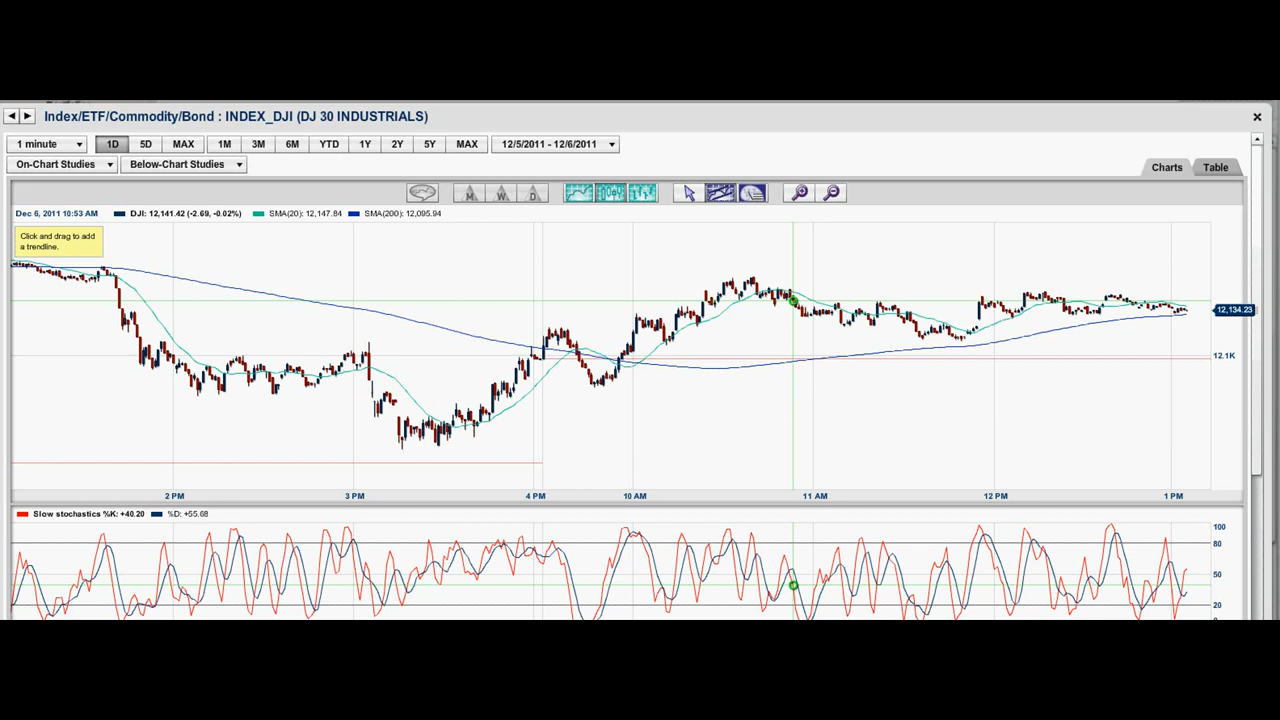 Index/ETF/Commodity/Bond : INDEX_DJI (DJ 30 INDUSTRIALS)
1 minute 1D 5D MAX 1M 3M 6M YTD 1Y 2Y 5Y MAX 12/5/2011 - 12/6/2011
On-Chart Studies Below-Chart Studies
Charts Table
M W D
Dec 6, 2011 10:53 AM DJI: 12,141.42 (-2.69, -0.02%) SMA(20): 12,147.84 SMA(200): 12,095.94
Click and drag to add
a trendline.
12,134.23
12.1K
2 PM 3 PM 4 PM 10 AM 11 AM 12 PM 1 PM
Slow stochastics %K: +40.20 %D: +55.68
100
80
50
20